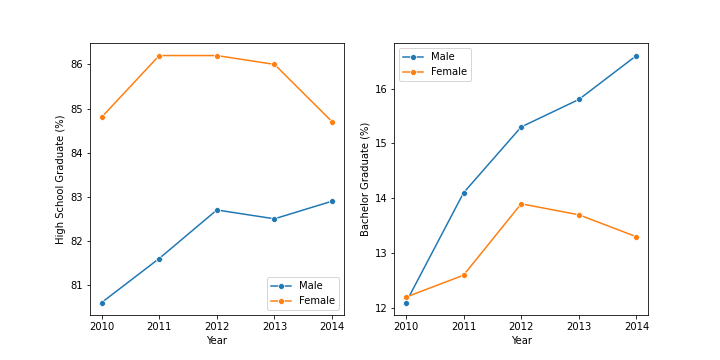 High School Graduate (%)
86
85
84
83
82
81
Male
Female
2010 2011 2012 2013 2014
Year
Bachelor Graduate (%)
Male
Female
16
15
14
13
12
2010 2011 2012 2013 2014
Year